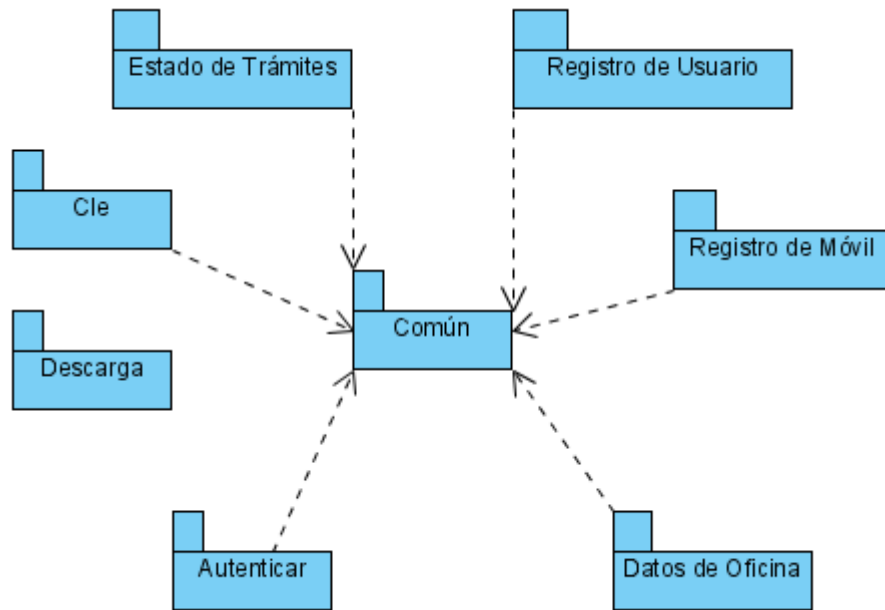 Estado de Trámites
Registro de Usuario
Cle
Registro de Móvil
Común
Descarga
Autenticar
Datos de Oficina